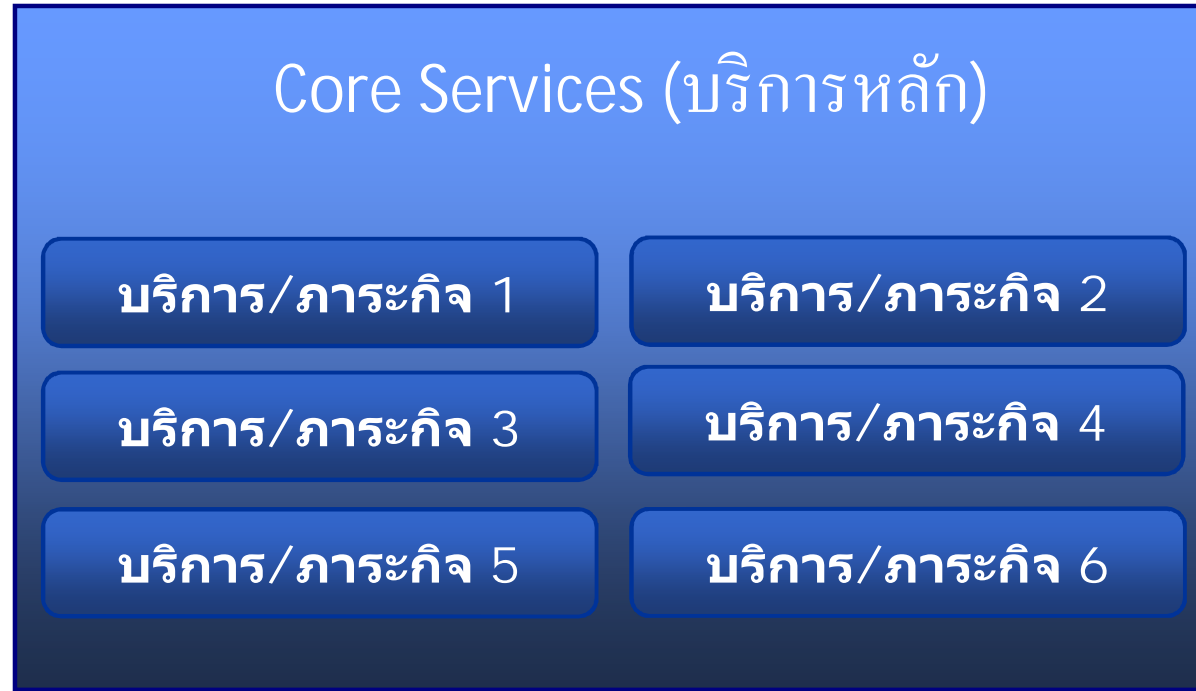 Core Services (บริการหลัก)
บริการ/ภาระกิจ 1
บริการ/ภาระกิจ 2
บริการ/ภาระกิจ 3
บริการ/ภาระกิจ 4
บริการ/ภาระกิจ 5
บริการ/ภาระกิจ 6